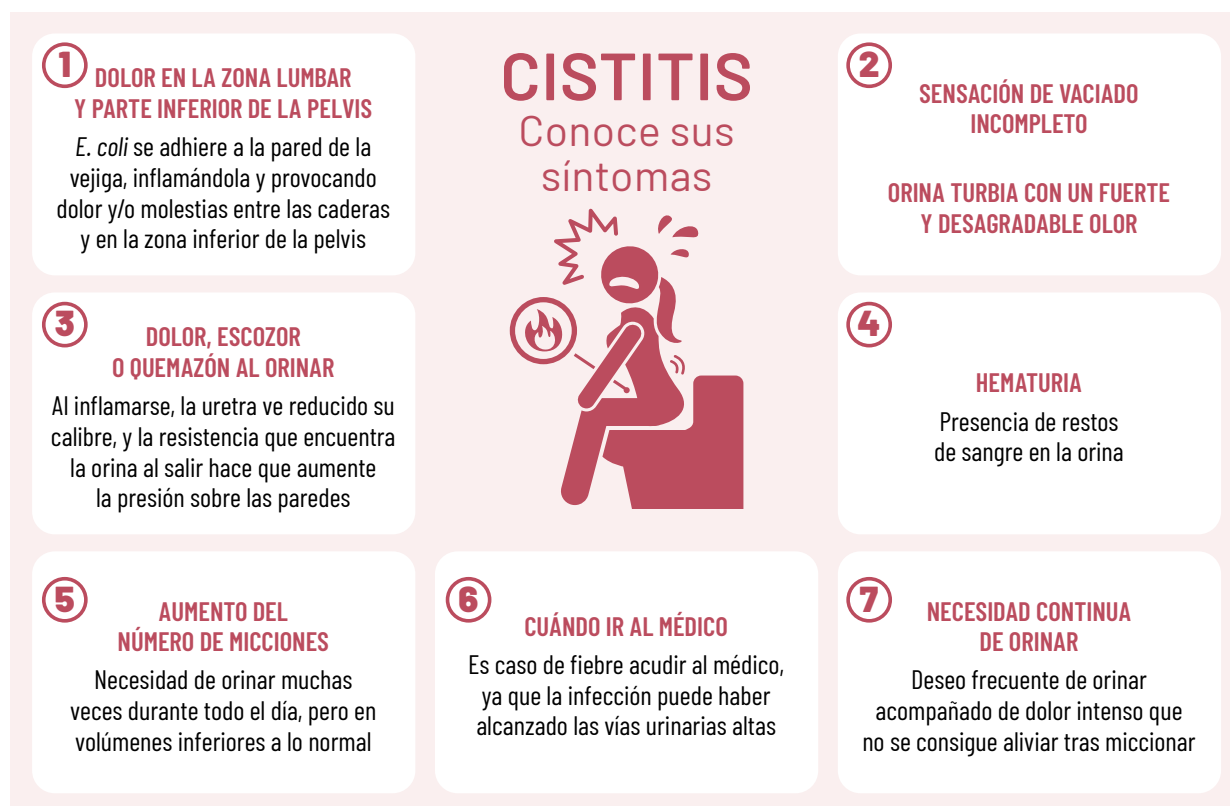 CISTITIS
Conoce sus
síntomas
1
DOLOR EN LA ZONA LUMBAR
Y PARTE INFERIOR DE LA PELVIS
E. coli se adhiere a la pared de la
vejiga, inflamándola y provocando
dolor y/o molestias entre las caderas
y en la zona inferior de la pelvis
2
SENSACIÓN DE VACIADO
INCOMPLETO
ORINA TURBIA CON UN FUERTE
Y DESAGRADABLE OLOR
3
DOLOR, ESCOZOR
O QUEMAZÓN AL ORINAR
Al inflamarse, la uretra ve reducido su
calibre, y la resistencia que encuentra
la orina al salir hace que aumente
la presión sobre las paredes
4
HEMATURIA
Presencia de restos
de sangre en la orina
5
AUMENTO DEL
NÚMERO DE MICCIONES
Necesidad de orinar muchas
veces durante todo el día, pero en
volúmenes inferiores a lo normal
6
CUÁNDO IR AL MÉDICO
Es caso de fiebre acudir al médico,
ya que la infección puede haber
alcanzado las vías urinarias altas
7
NECESIDAD CONTINUA
DE ORINAR
Deseo frecuente de orinar
acompañado de dolor intenso que
no se consigue aliviar tras miccionar